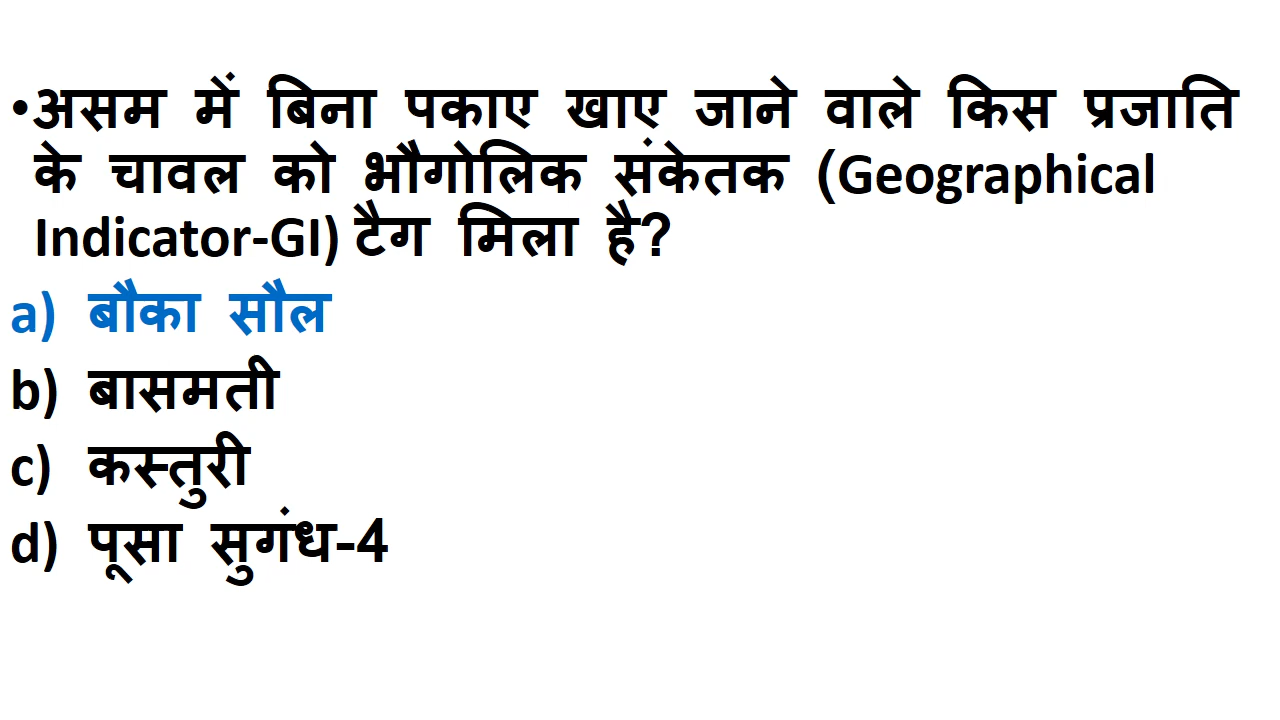 •असम में बिना पकाए खाए जाने वाले किस प्रजाति
के चावल को भौगोलिक संकेतक (Geographical
Indicator-GI) टैग मिला है?
a) बौका सौल
b) बासमती
c) कस्तुरी
d) पूसा सुगंध-4